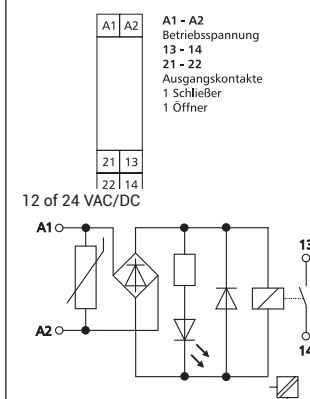 A1 A2
A1 - A2
Betriebsspannung
13 - 14
21 - 22
Ausgangskontakte
1 Schließer
1 Öffner
21 13
22 14
12 of 24 VAC/DC
A1
13
A2
14